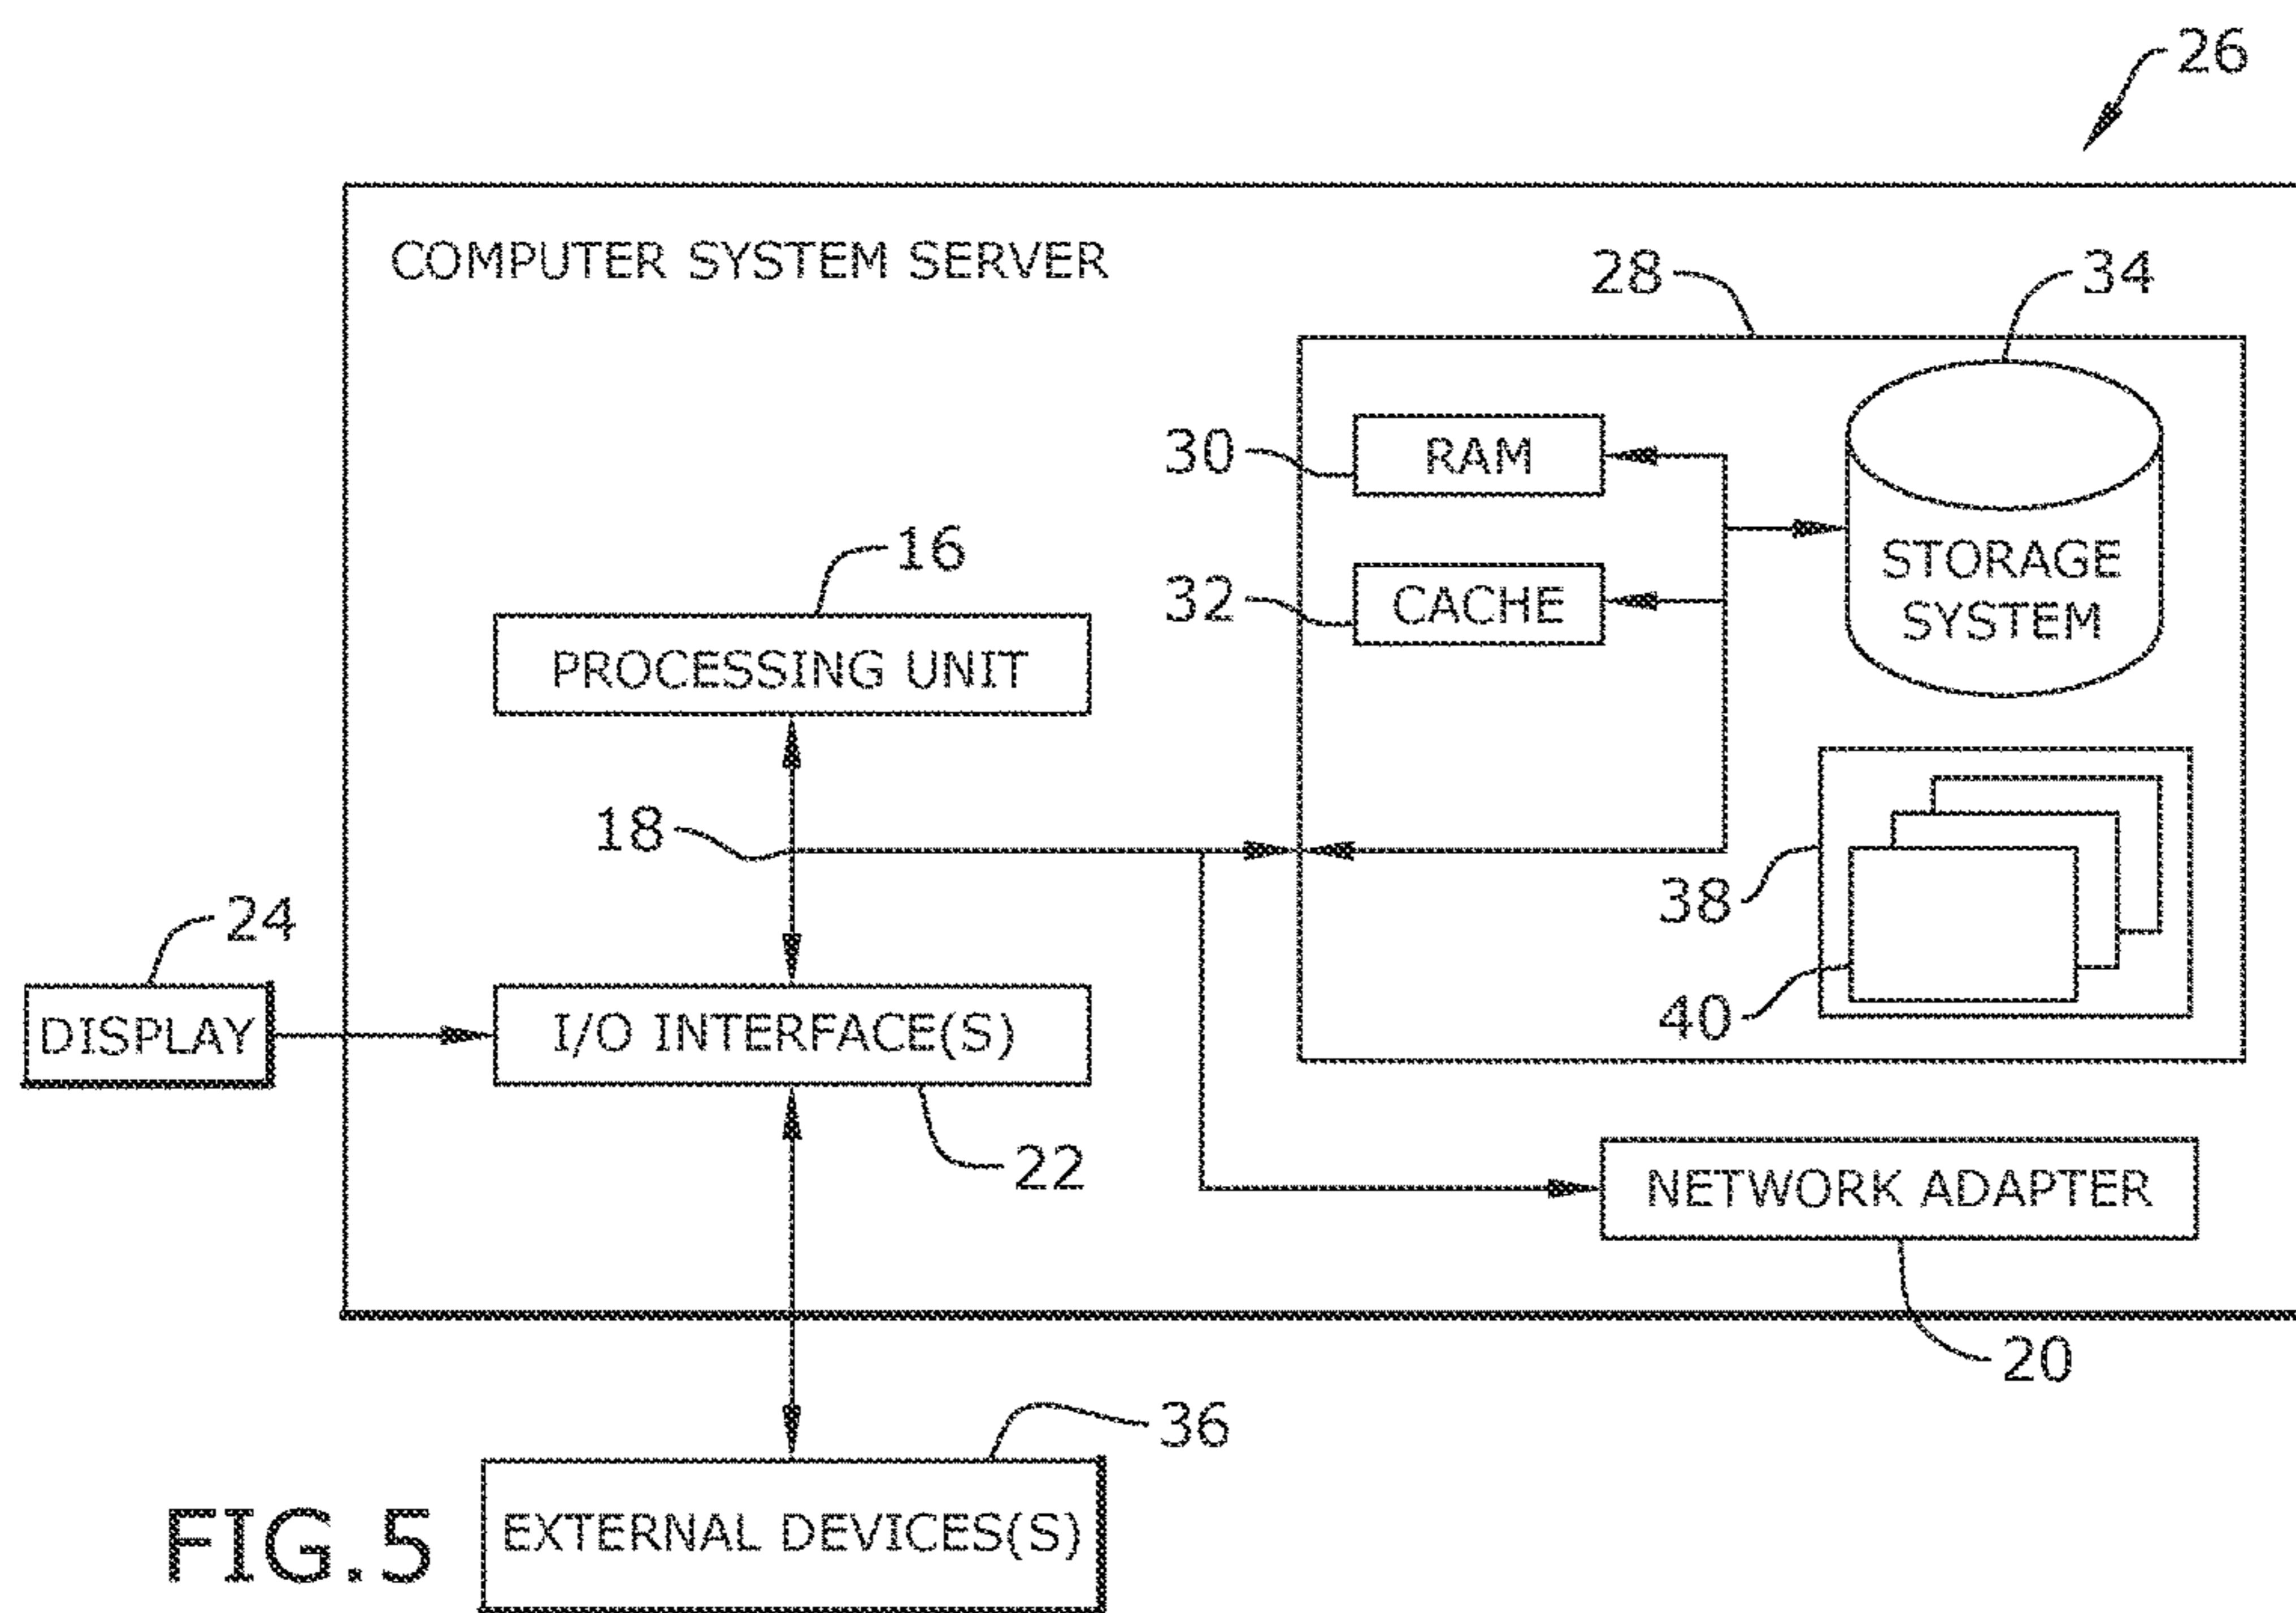 26
COMPUTER SYSTEM SERVER
28
34
30
RAM
16
32
CACHE
STORAGE
SYSTEM
PROCESSING UNIT
18
38
24
40
DISPLAY
I/O INTERFACE(S)
22
NETWORK ADAPTER
20
36
FIG.5
EXTERNAL DEVICES(S)